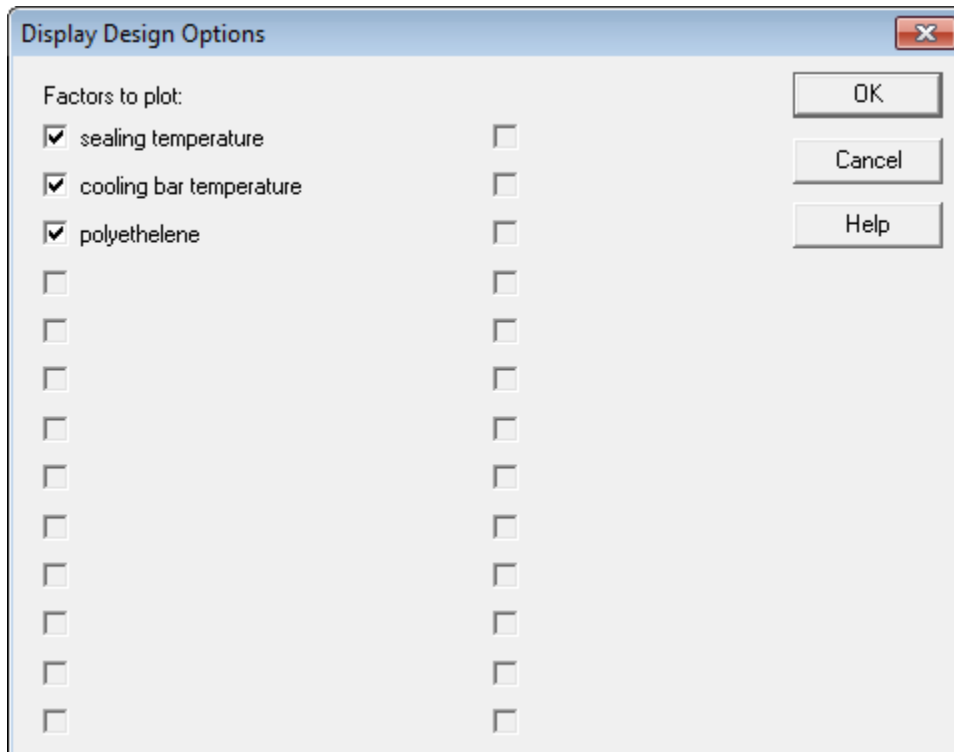 Display Design Options
Factors to plot:
sealing temperature
cooling bar temperature
polyethelene
OK
Cancel
Help